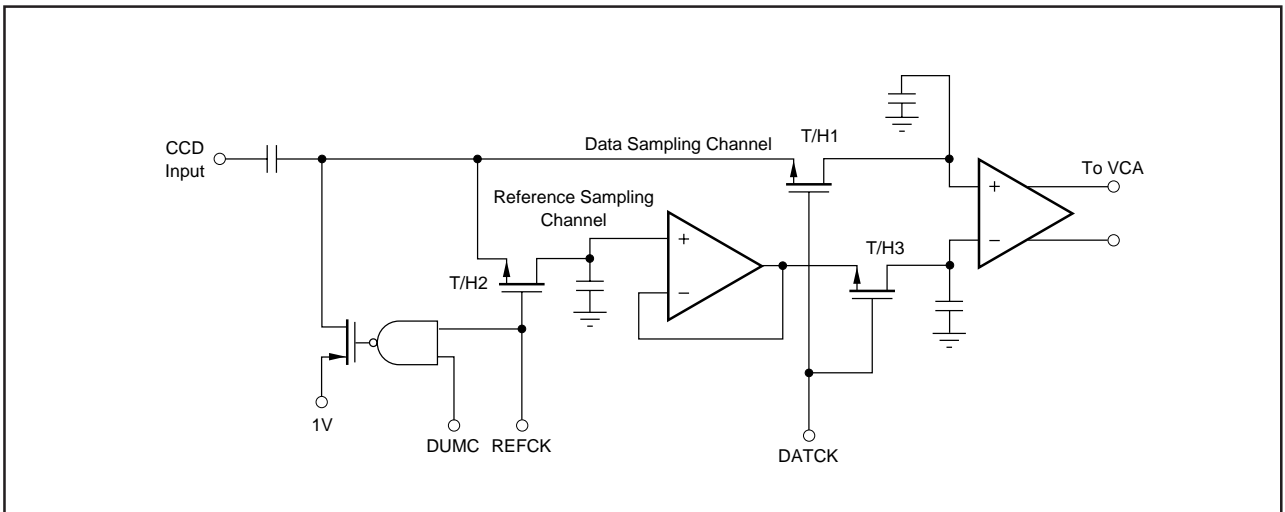 CCD
Input
Data Sampling Channel
T/H1
To VCA
Reference Sampling
Channel
+
−
+
−
T/H3
T/H2
1V
DUMC
REFCK
DATCK